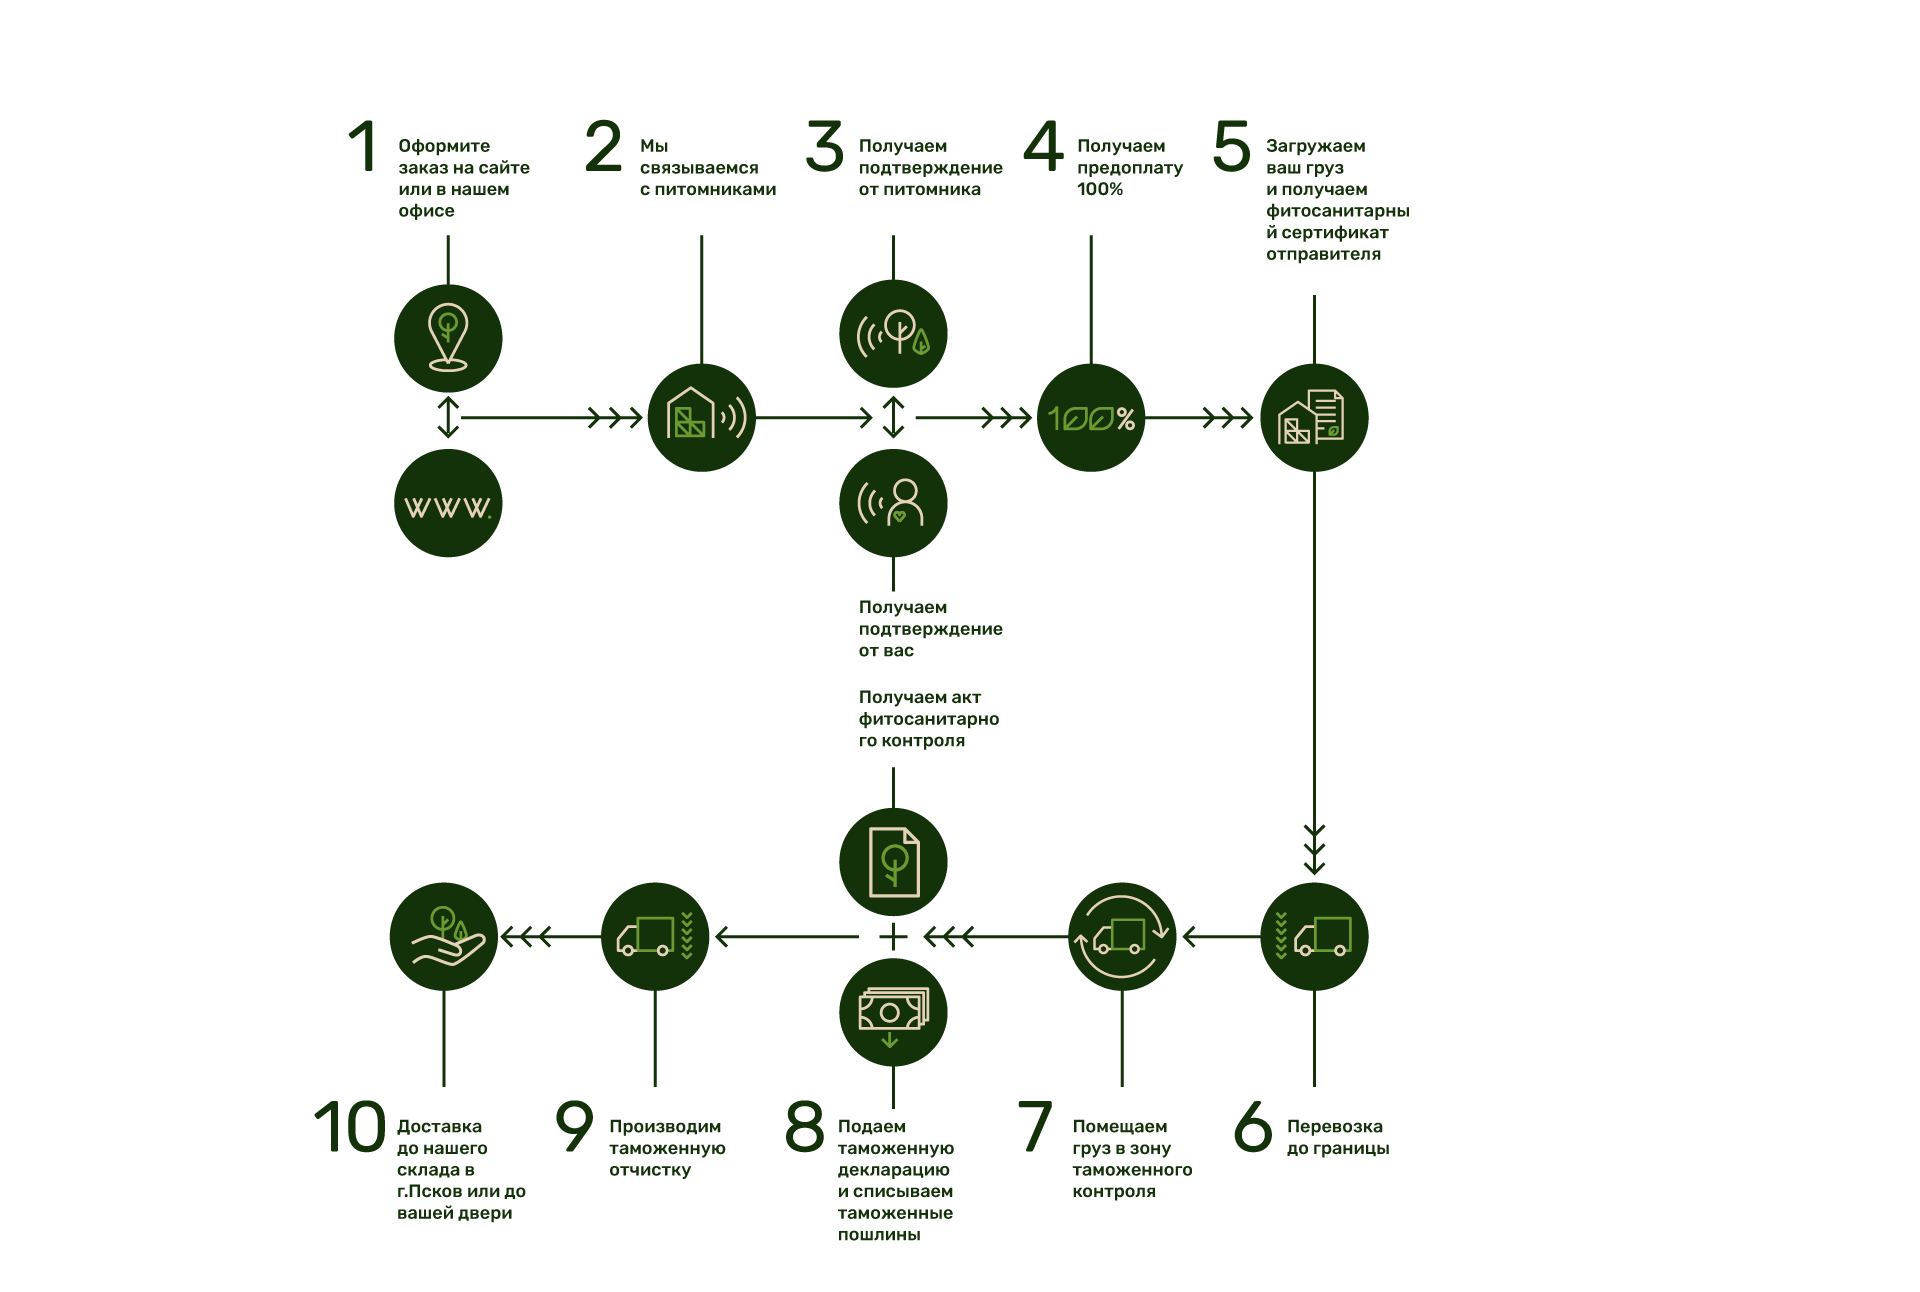 1
Оформите
заказ на сайте
или в нашем
офисе
2
Мы
связываемся
с питомниками
3
Получаем
подтверждение
от питомника
4
Получаем
предоплату
100%
5
Загружаем
ваш груз
и получаем
фитосанитарны
й сертификат
отправителя
100%
www.
Получаем
подтверждение
от вас
Получаем акт
фитосанитарно
го контроля
10
Доставка
до нашего
склада в
г.Псков или до
вашей двери
9
Производим
таможенную
отчистку
8
Подаем
таможенную
декларацию
и списываем
таможенные
пошлины
7
Помещаем
груз в зону
таможенного
контроля
6
Перевозка
до границы